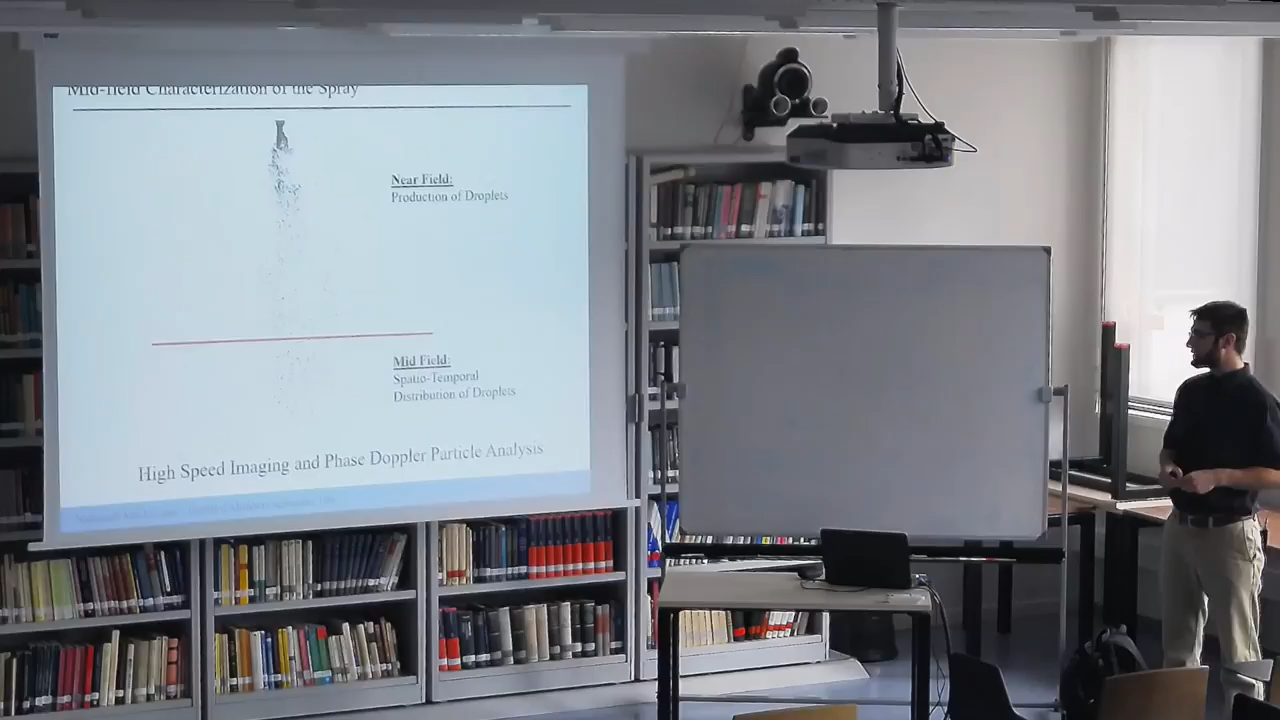 Mid-field Characterization of the Spray
Near Field:
Production of Droplets
Mid Field:
Spatio-Temporal
Distribution of Droplets
High Speed Imaging and Phase Doppler Particle Analysis